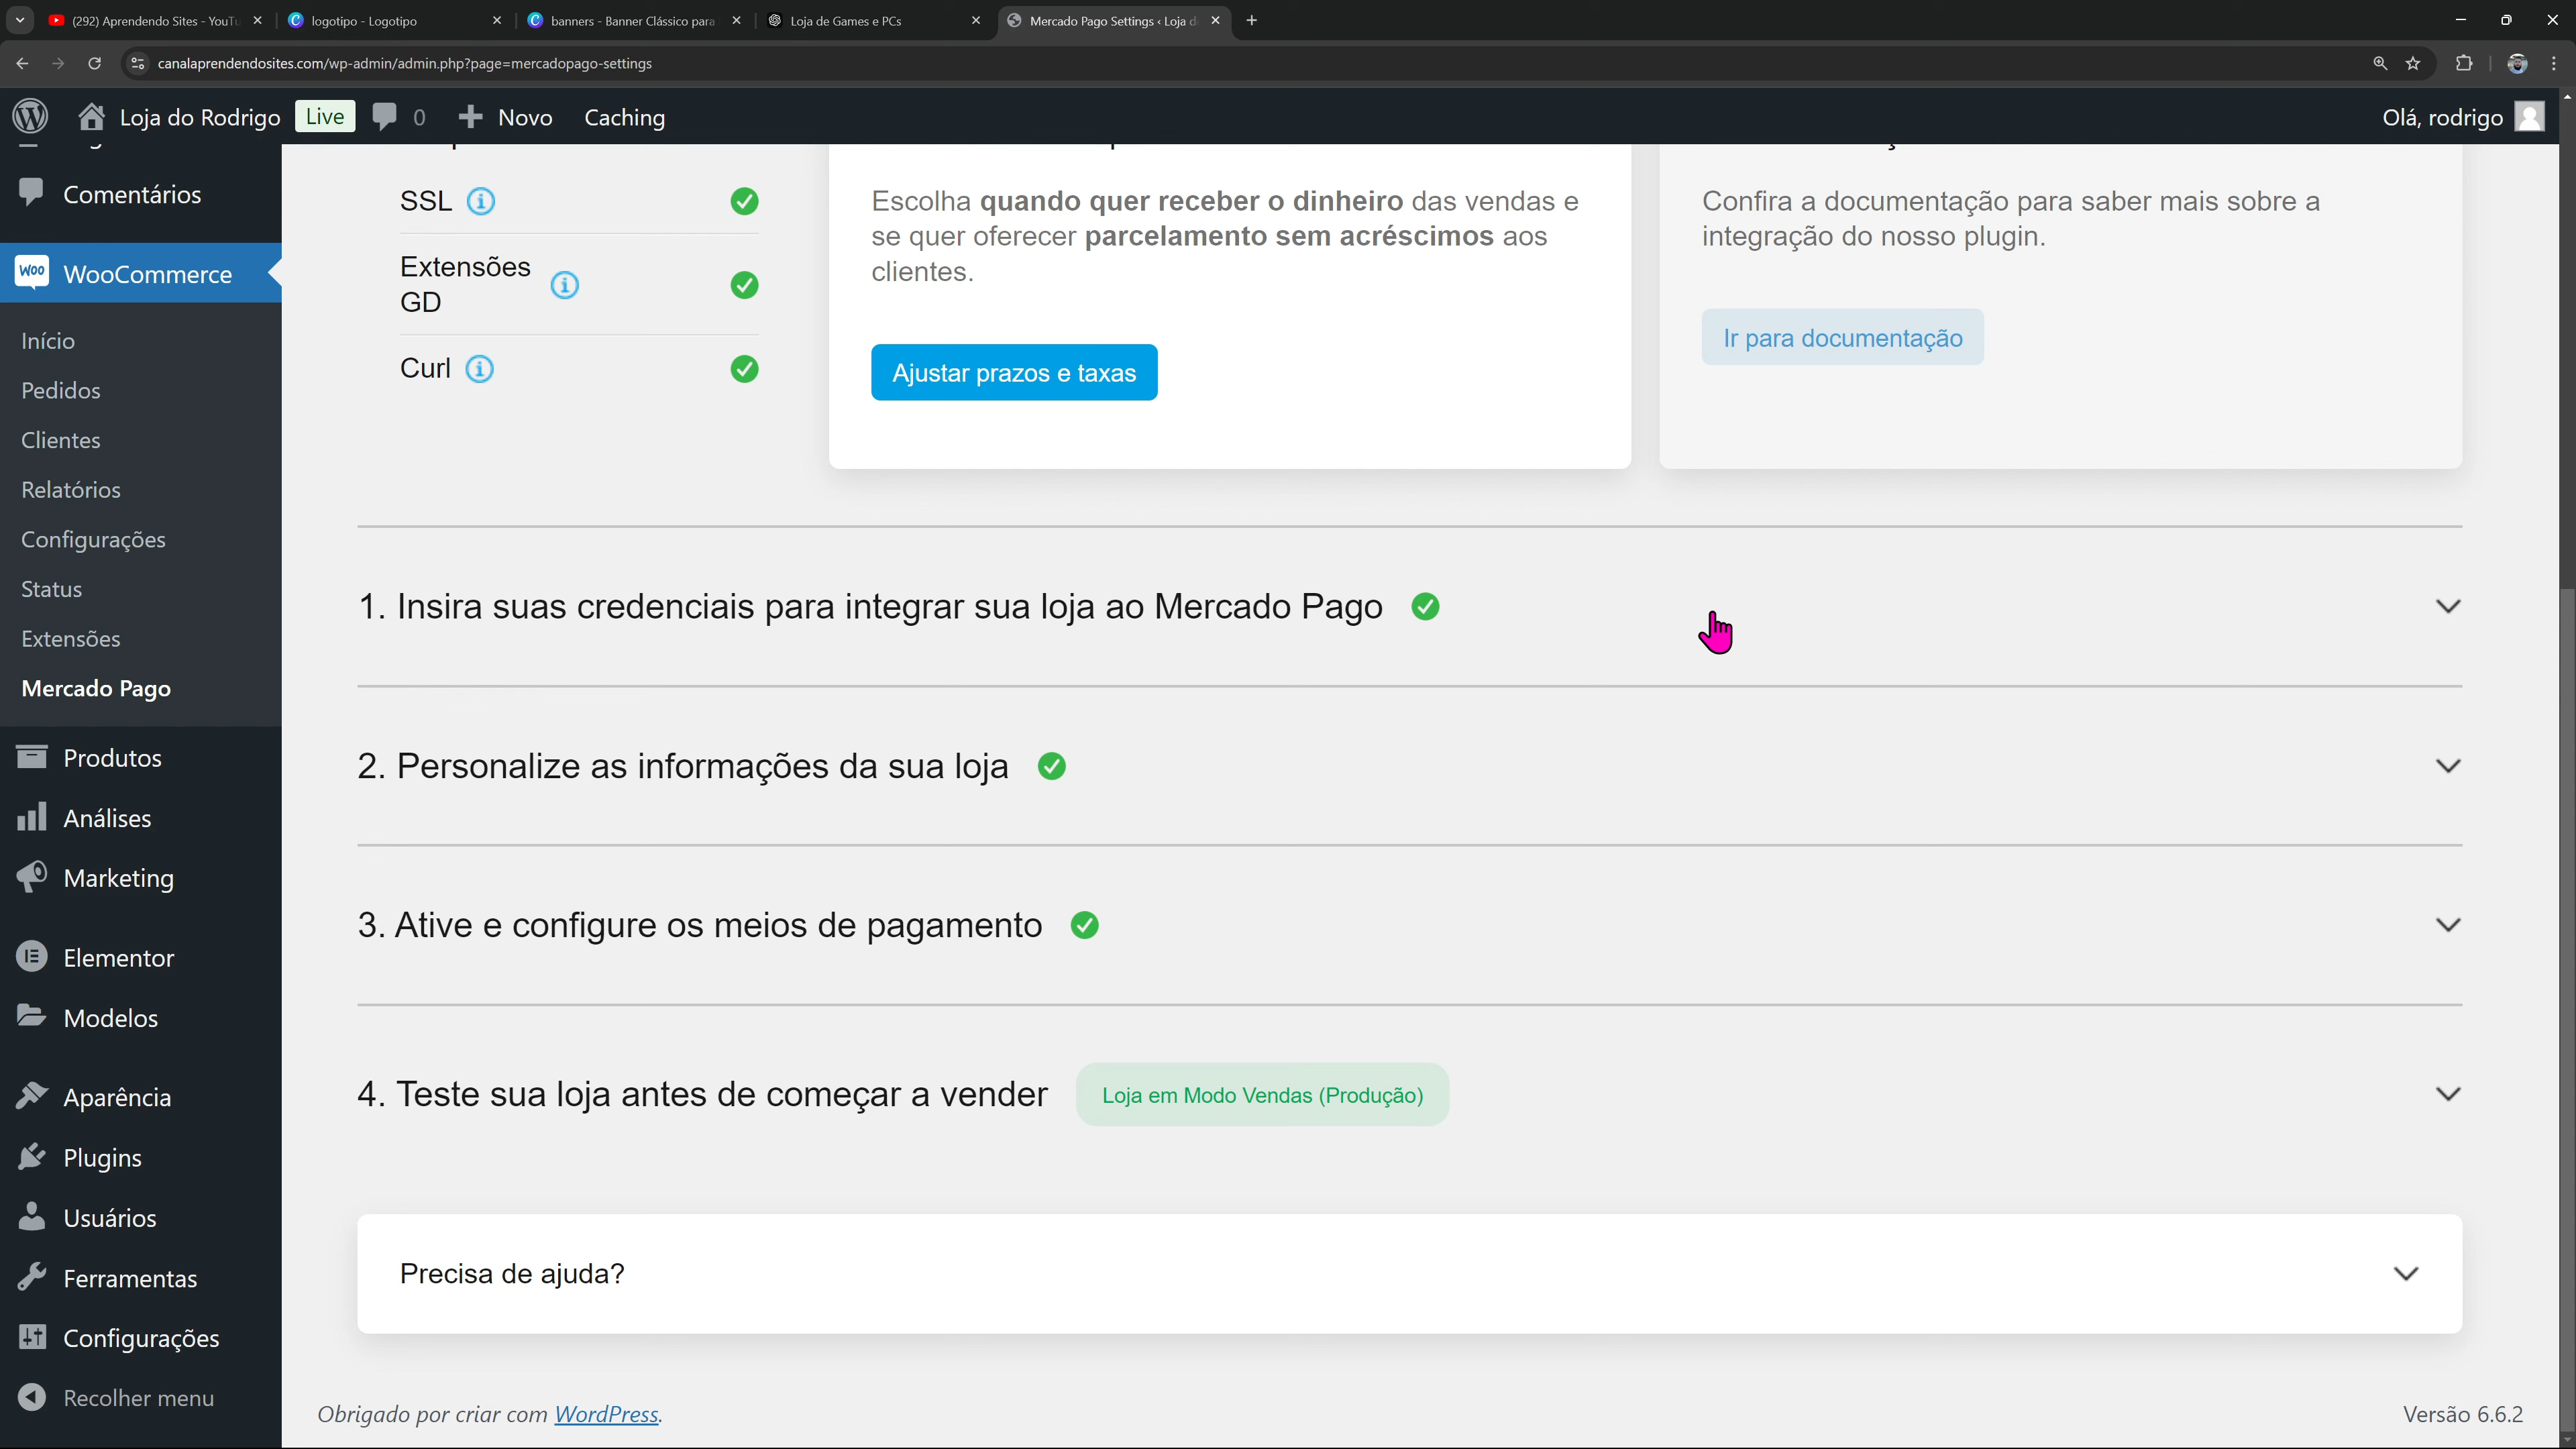 (292) Aprendendo Sites - YouTu
logotipo - Logotipo
banners - Banner Clássico para
Loja de Games e PCs
Mercado Pago Settings ‹ Loja d
canalaprendendosites.com/wp-admin/admin.php?page=mercadopago-settings
Loja do Rodrigo
Live
0
Novo
Caching
Olá, rodrigo
Comentários
WooCommerce
Início
Pedidos
Clientes
Relatórios
Configurações
Status
Extensões
Mercado Pago
Produtos
Análises
Marketing
Elementor
Modelos
Aparência
Plugins
Usuários
Ferramentas
Configurações
Recolher menu
SSL
Extensões
GD
Curl
Escolha quando quer receber o dinheiro das vendas e
se quer oferecer parcelamento sem acréscimos aos
clientes.
Ajustar prazos e taxas
Confira a documentação para saber mais sobre a
integração do nosso plugin.
Ir para documentação
1. Insira suas credenciais para integrar sua loja ao Mercado Pago
2. Personalize as informações da sua loja
3. Ative e configure os meios de pagamento
4. Teste sua loja antes de começar a vender
Loja em Modo Vendas (Produção)
Precisa de ajuda?
Obrigado por criar com WordPress.
Versão 6.6.2